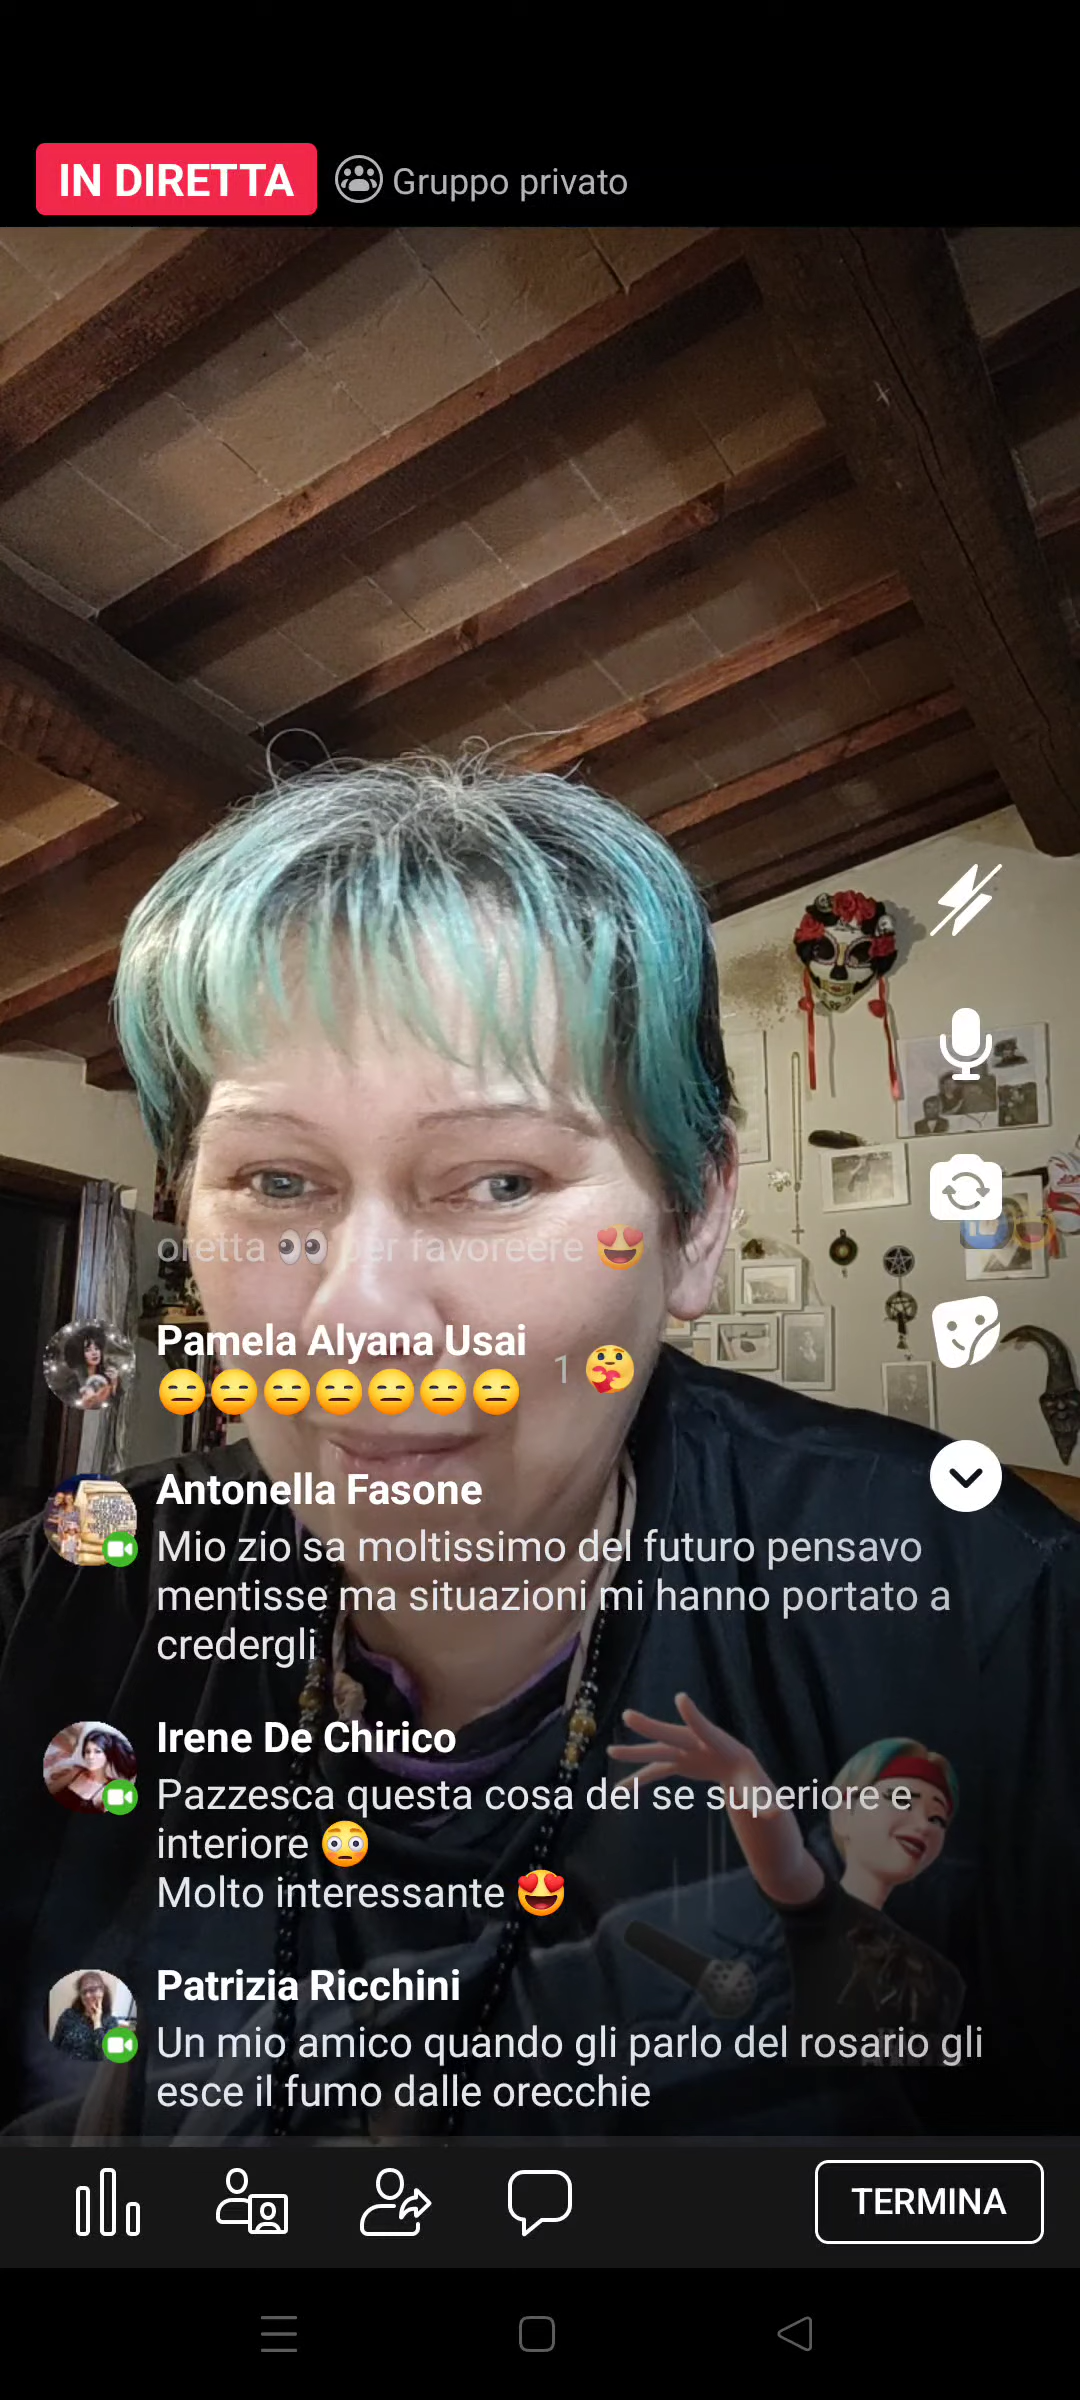 IN DIRETTA
Gruppo privato
oretta 👀 per favoreere 😍
Pamela Alyana Usai
😑😑😑😑😑😑😑
1 🤗
Antonella Fasone
Mio zio sa moltissimo del futuro pensavo
mentisse ma situazioni mi hanno portato a
credergli
Irene De Chirico
Pazzesca questa cosa del se superiore e
interiore 😳
Molto interessante 😍
Patrizia Ricchini
Un mio amico quando gli parlo del rosario gli
esce il fumo dalle orecchie
TERMINA